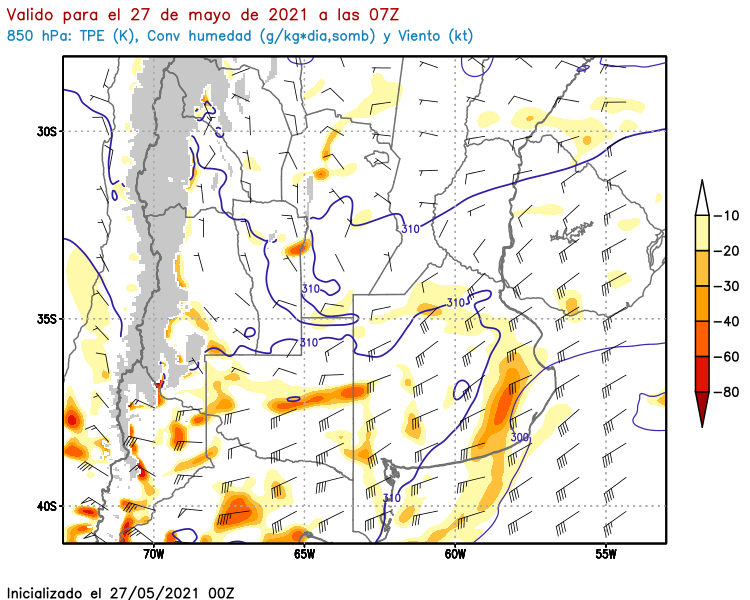 Valido para el 27 de mayo de 2021 a las 07Z
850 hPa: TPE (K), Conv humedad (g/kg*dia,somb) y Viento (kt)
30S
35S
40S
70W
65W
60W
55W
310
310
310
310
310
300
-10
-20
-30
-40
-60
-80
Inicializado el 27/05/2021 00Z